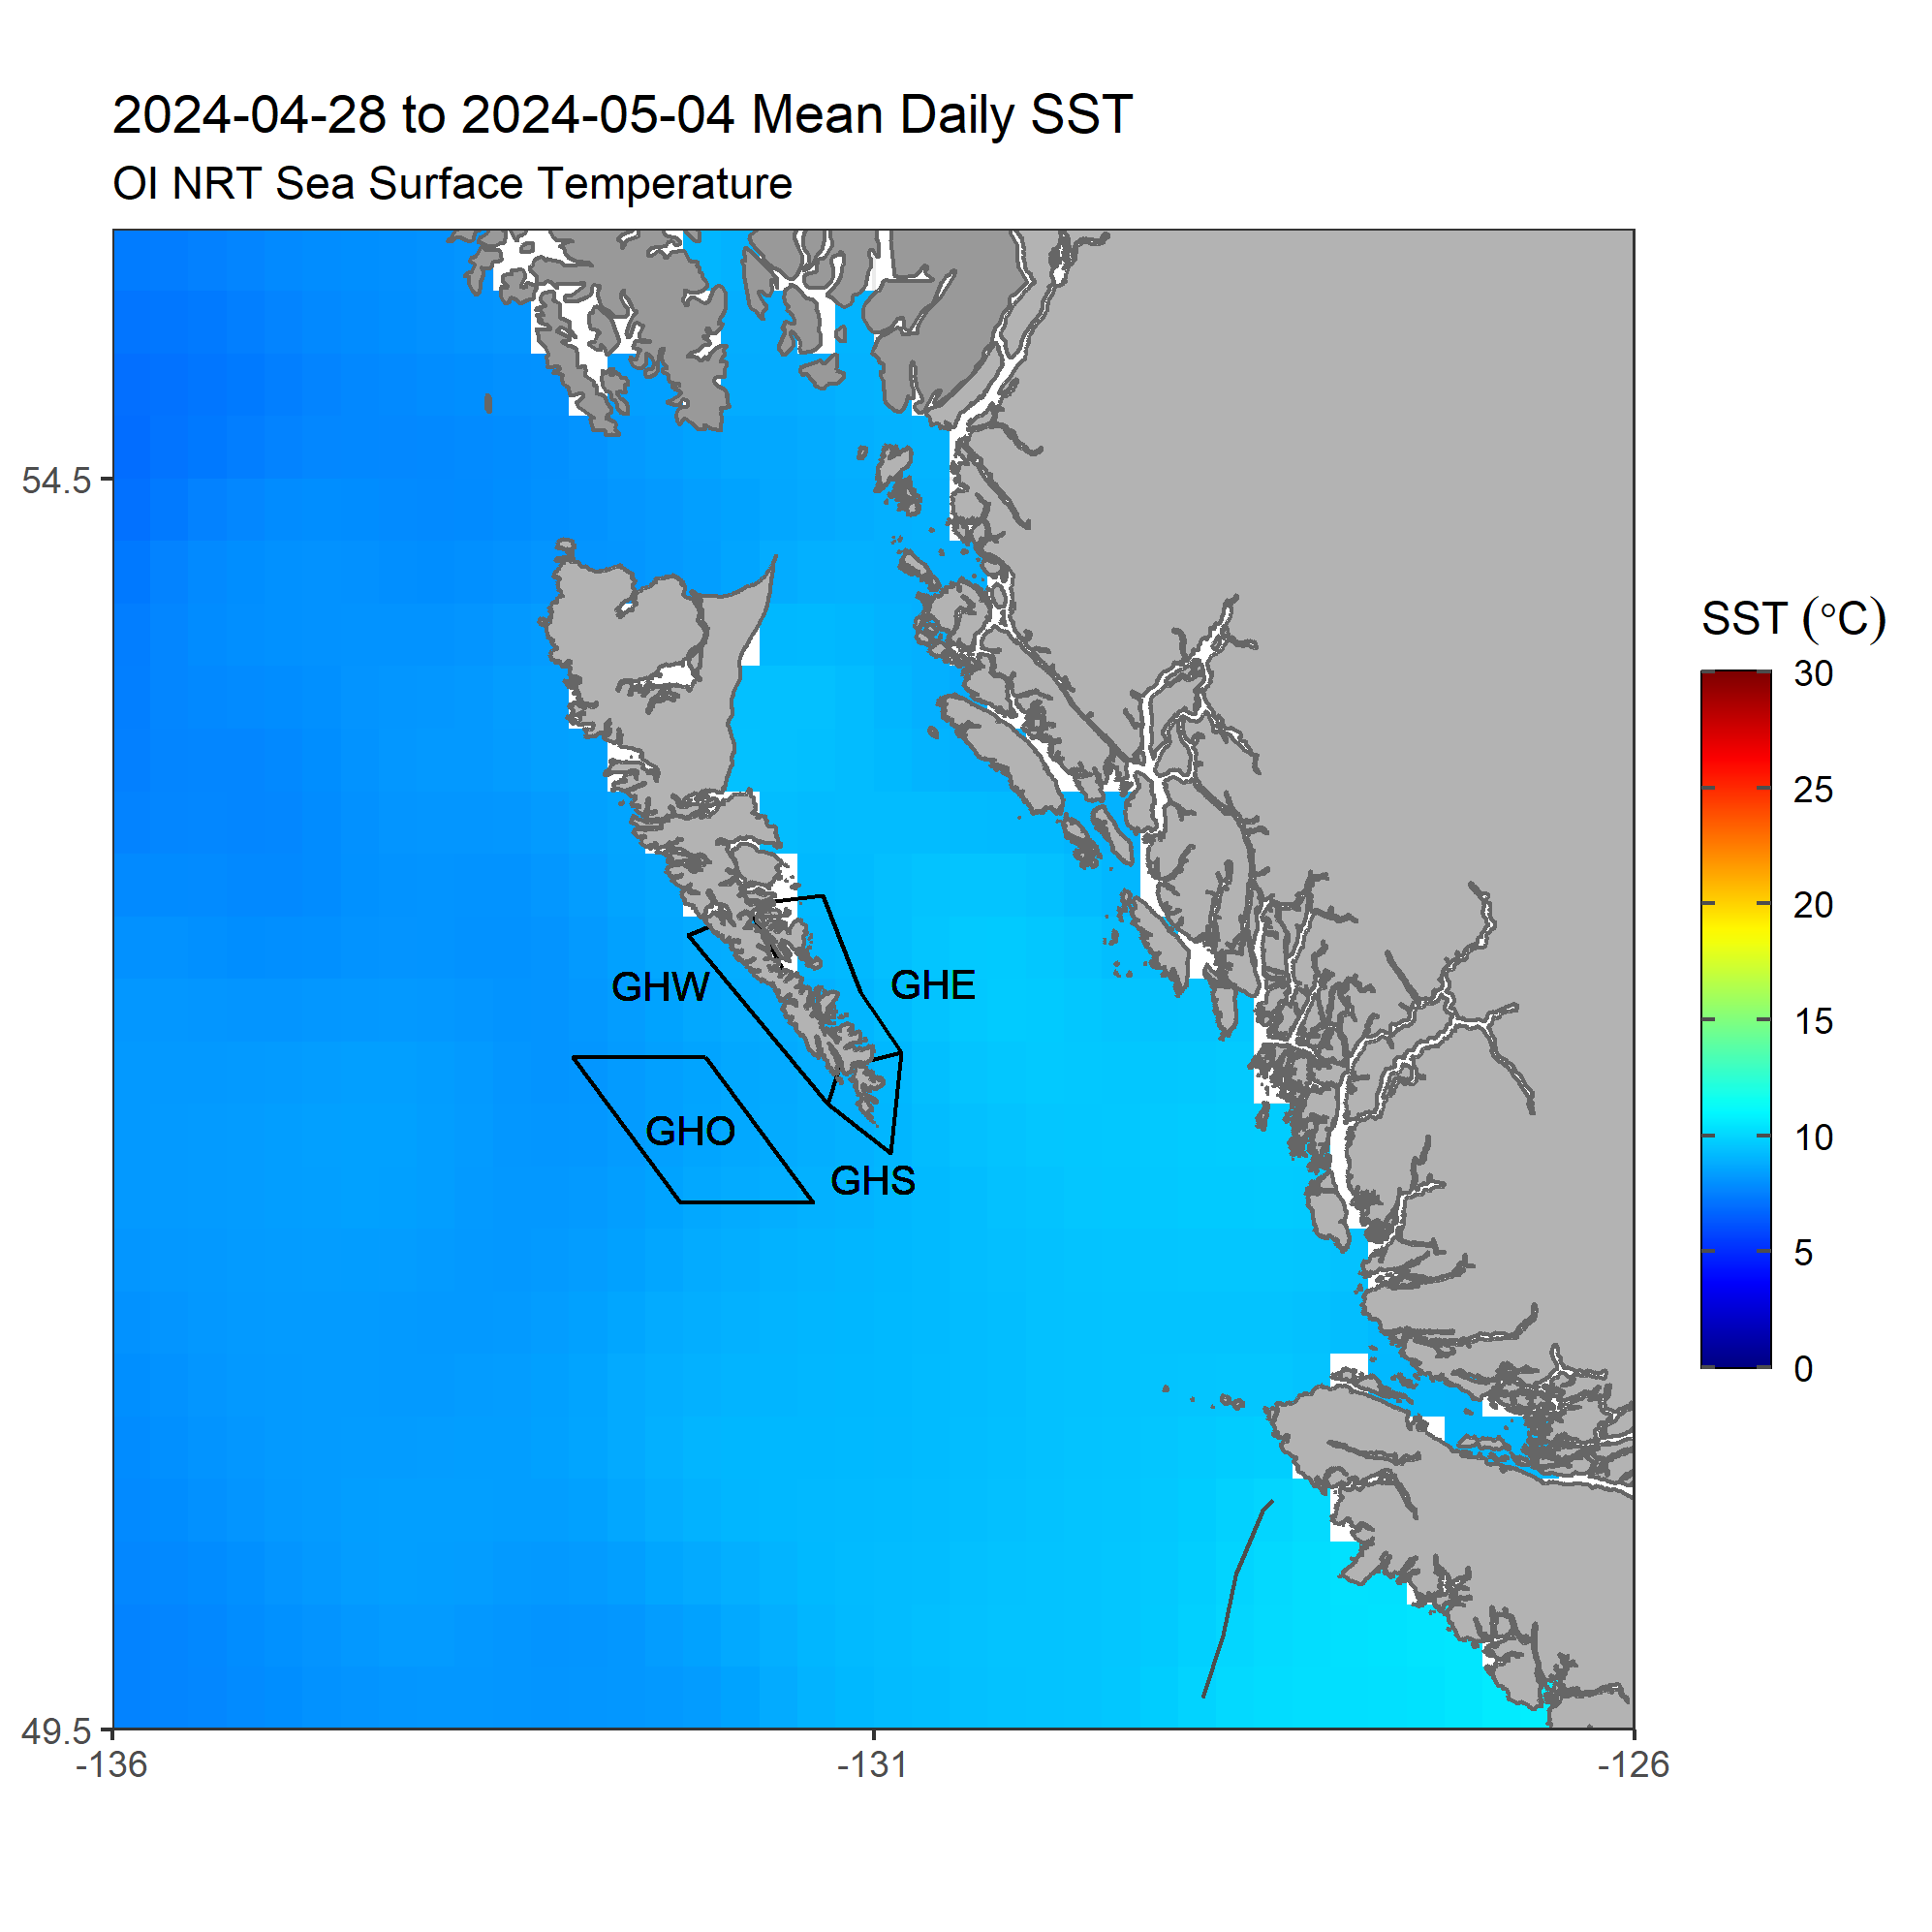 2024-04-28 to 2024-05-04 Mean Daily SST
OI NRT Sea Surface Temperature
54.5
49.5
-136
-131
-126
GHW
GHE
GHO
GHS
SST (°C)
30
25
20
15
10
5
0